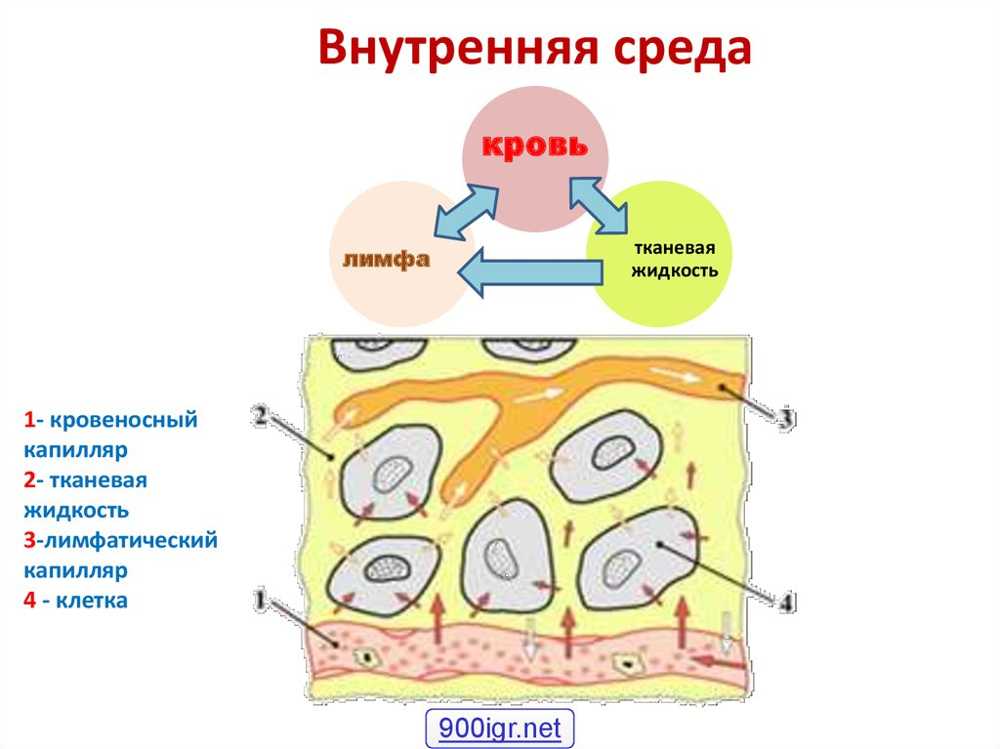 Внутренняя среда
кровь
лимфа
тканевая
жидкость
1- кровеносный
капилляр
2- тканевая
жидкость
3-лимфатический
капилляр
4 - клетка
2
3
1
4
900igr.net